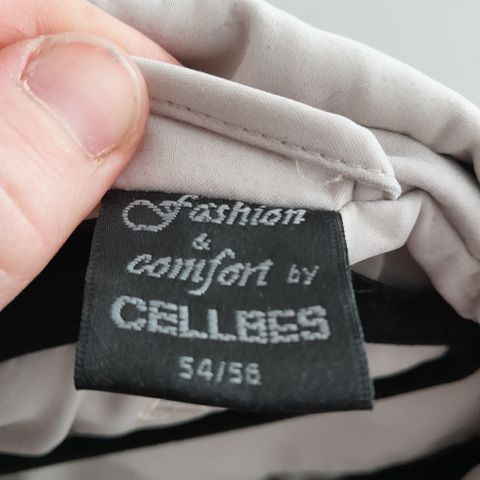 Fashion
&
comfort by
CELLBES
54/56